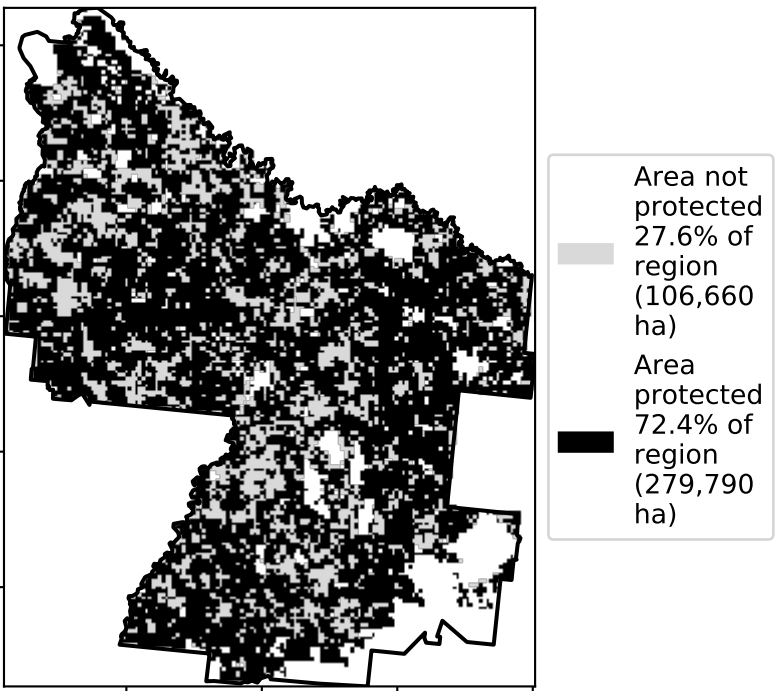 Area not
protected
27.6% of
region
(106,660
ha)
Area
protected
72.4% of
region
(279,790
ha)